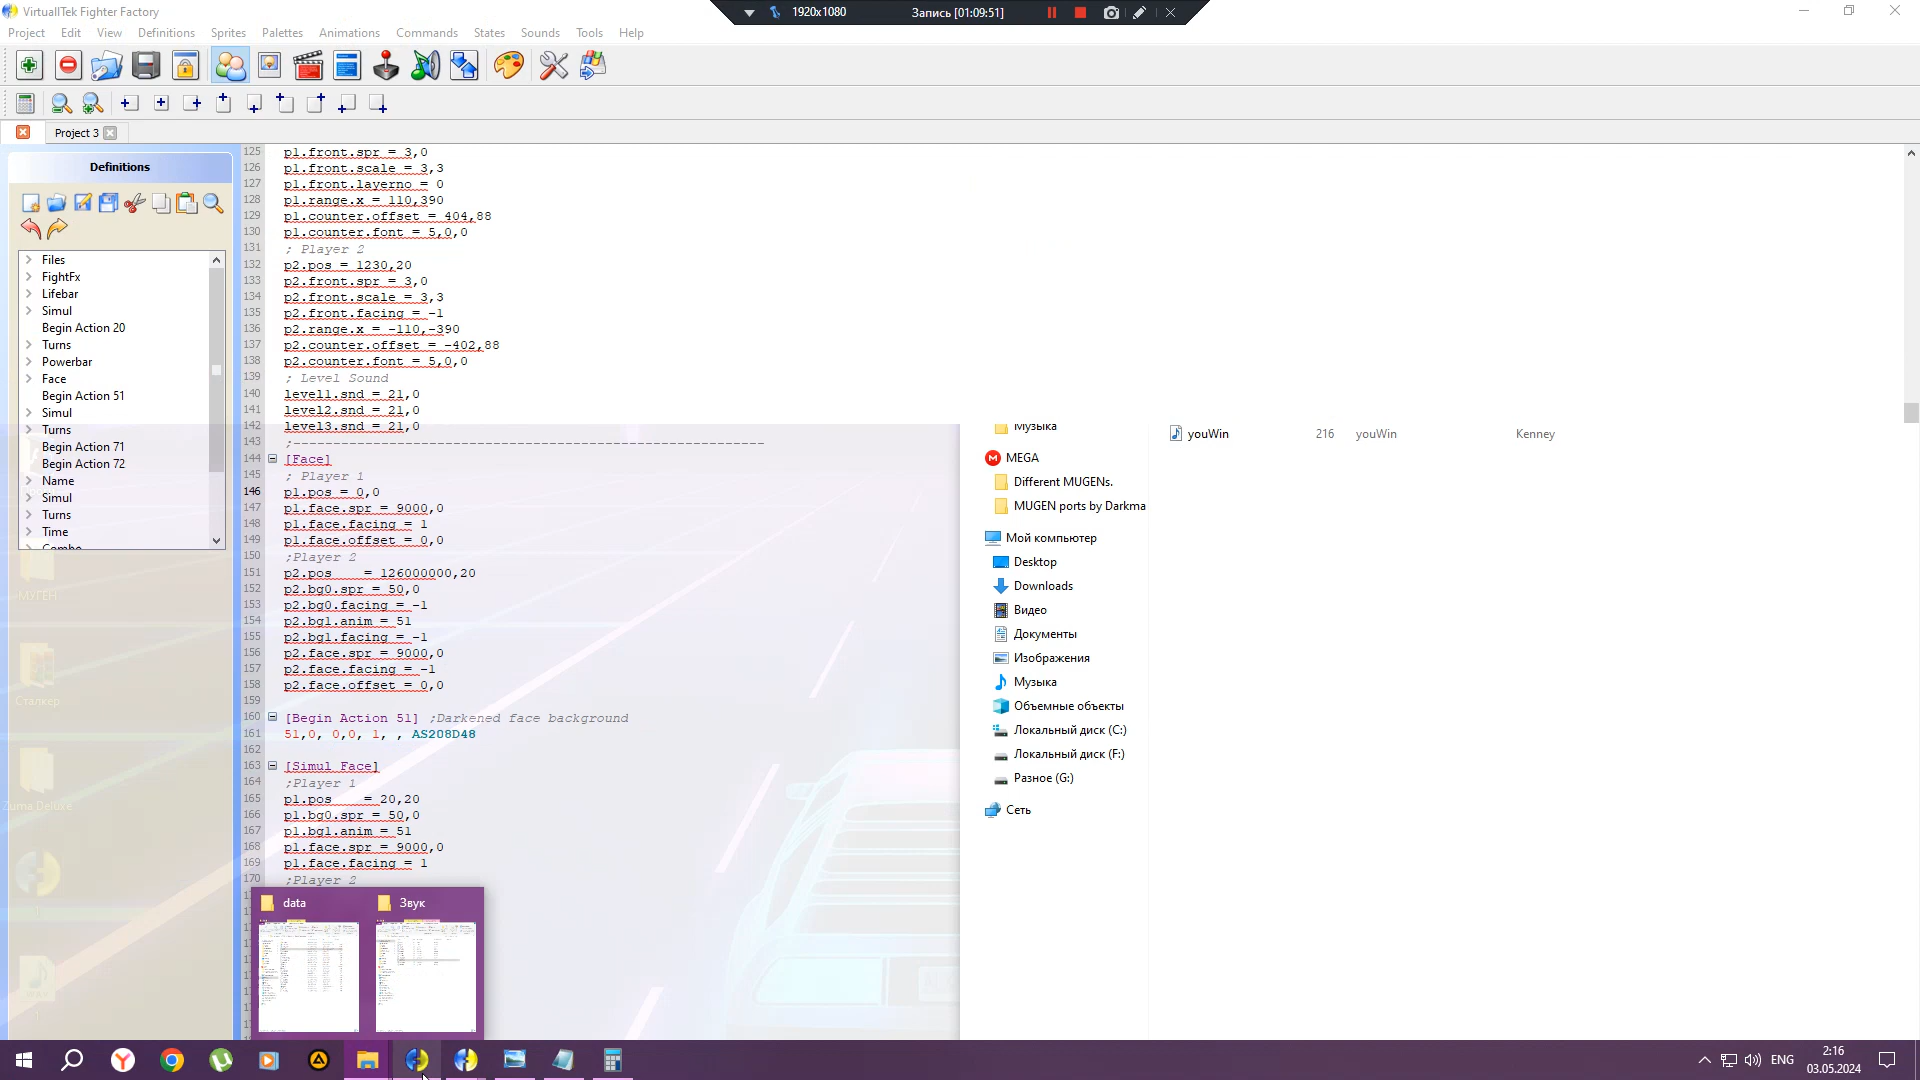 VirtuallTek Fighter Factory
1920x1080
Запись [01:09:51]
Project Edit View Definitions Sprites Palettes Animations Commands States Sounds Tools Help
Project 3
Definitions
Files
FightFx
Lifebar
Simul
Begin Action 20
Turns
Powerbar
Face
Begin Action 51
Simul
Turns
Begin Action 71
Begin Action 72
Name
Simul
Turns
Time
Combo
МУГЕН
Сталкер
Zuma Deluxe
125 p1.front.spr = 3,0
126 p1.front.scale = 3,3
127 p1.front.layerno = 0
128 p1.range.x = 110,390
129 p1.counter.offset = 404,88
130 p1.counter.font = 5,0,0
131 ; Player 2
132 p2.pos = 1230,20
133 p2.front.spr = 3,0
134 p2.front.scale = 3,3
135 p2.front.facing = -1
136 p2.range.x = -110,-390
137 p2.counter.offset = -402,88
138 p2.counter.font = 5,0,0
139 ; Level Sound
140 level1.snd = 21,0
141 level2.snd = 21,0
142 level3.snd = 21,0
143 ;-----------------------------------------------------------
144 [Face]
145 ; Player 1
146 p1.pos = 0,0
147 p1.face.spr = 9000,0
148 p1.face.facing = 1
149 p1.face.offset = 0,0
150 ;Player 2
151 p2.pos    = 126000000,20
152 p2.bg0.spr = 50,0
153 p2.bg0.facing = -1
154 p2.bg1.anim = 51
155 p2.bg1.facing = -1
156 p2.face.spr = 9000,0
157 p2.face.facing = -1
158 p2.face.offset = 0,0
159
160 [Begin Action 51] ;Darkened face background
161 51,0, 0,0, 1, , AS208D48
162
163 [Simul Face]
164 ;Player 1
165 p1.pos    = 20,20
166 p1.bg0.spr = 50,0
167 p1.bg1.anim = 51
168 p1.face.spr = 9000,0
169 p1.face.facing = 1
170 ;Player 2
data
Звук
Музыка
MEGA
Different MUGENs.
MUGEN ports by Darkma
Мой компьютер
Desktop
Downloads
Видео
Документы
Изображения
Музыка
Объемные объекты
Локальный диск (C:)
Локальный диск (F:)
Разное (G:)
Сеть
youWin 216 youWin Kenney
ENG
2:16
03.05.2024